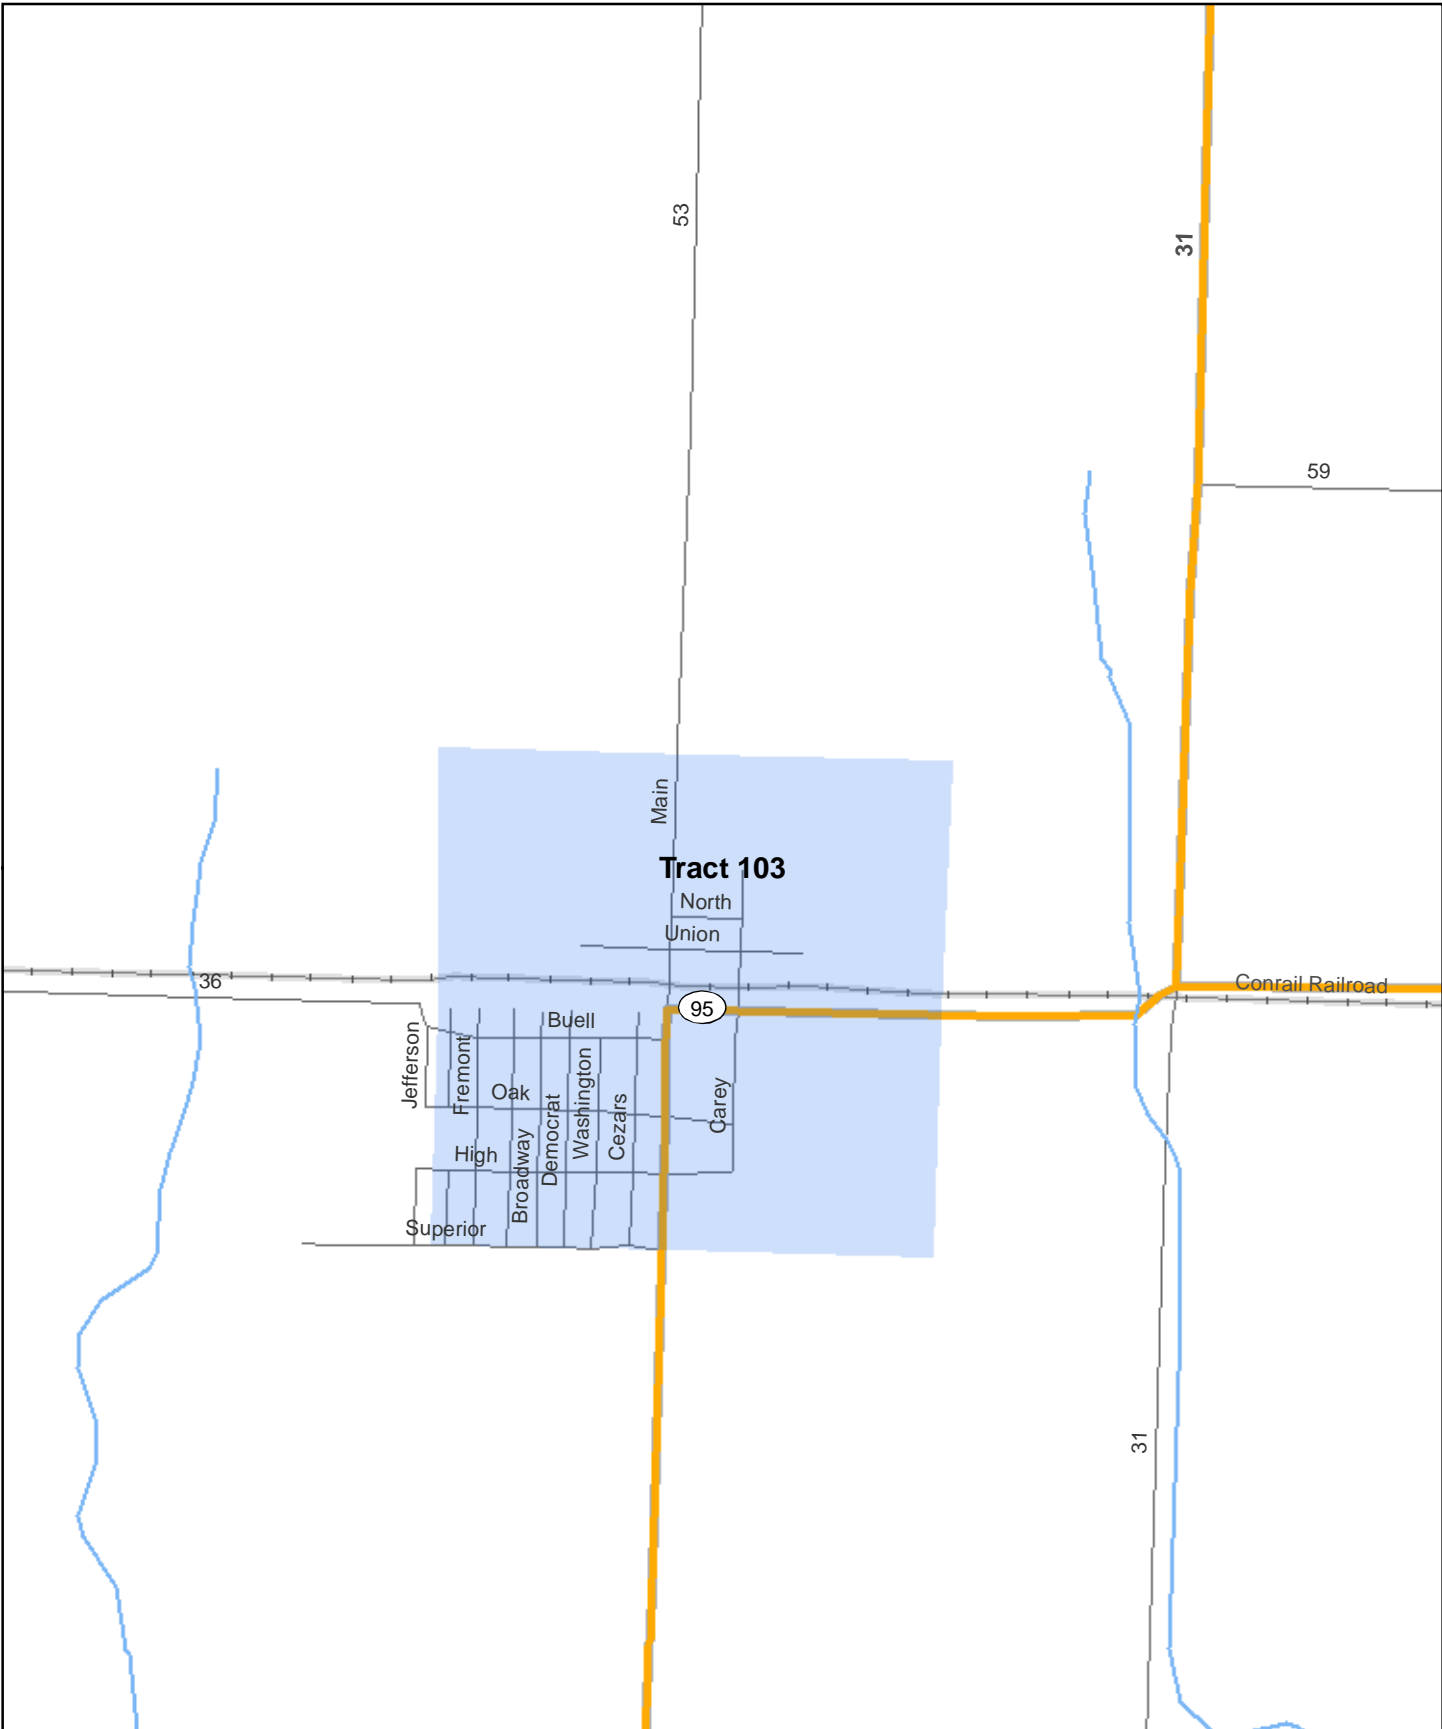 53
31
59
Main
Tract 103
North
Union
36
Conrail Railroad
95
Buell
Jefferson
Fremont
Oak
Washington
Carey
Cezars
Democrat
Broadway
High
Superior
31